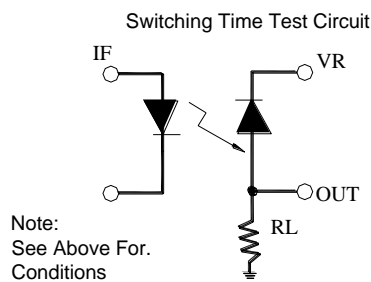 Switching Time Test Circuit
IF
VR
OUT
RL
Note:
See Above For.
Conditions